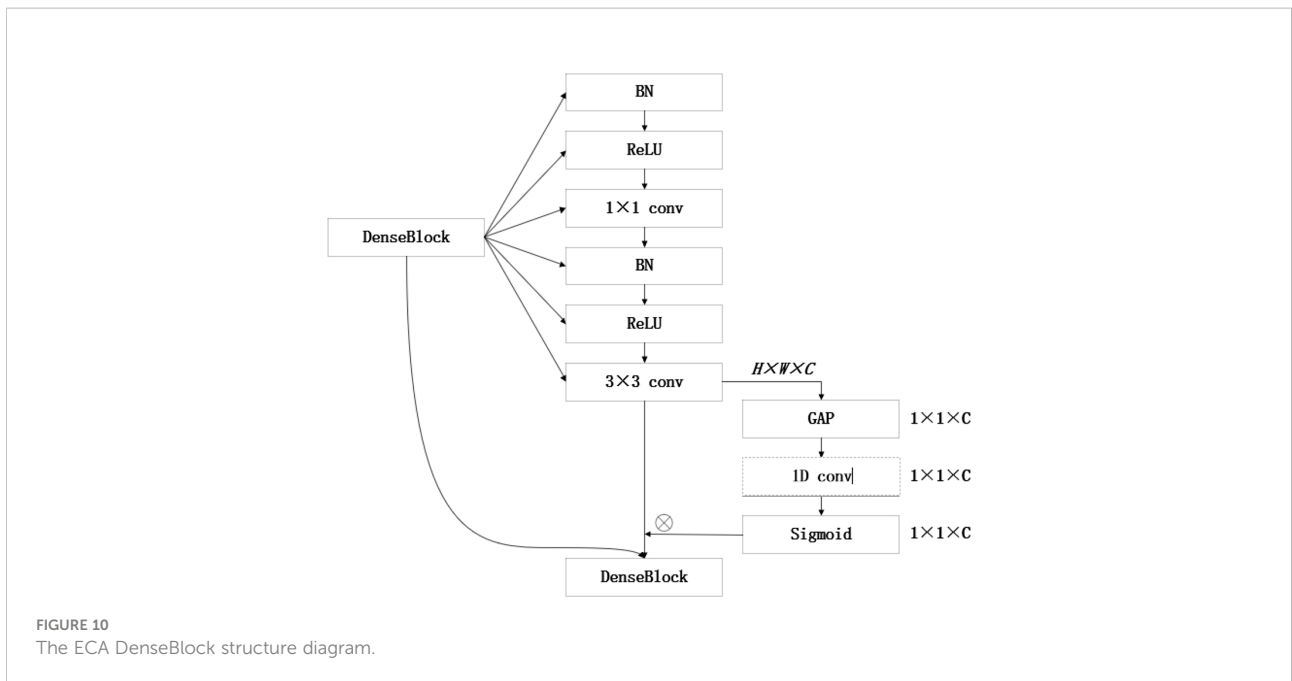 BN
ReLU
1×1 conv
DenseBlock
BN
ReLU
3×3 conv
H×W×C
GAP
1×1×C
1D conv
1×1×C
Sigmoid
1×1×C
DenseBlock
FIGURE 10
The ECA DenseBlock structure diagram.